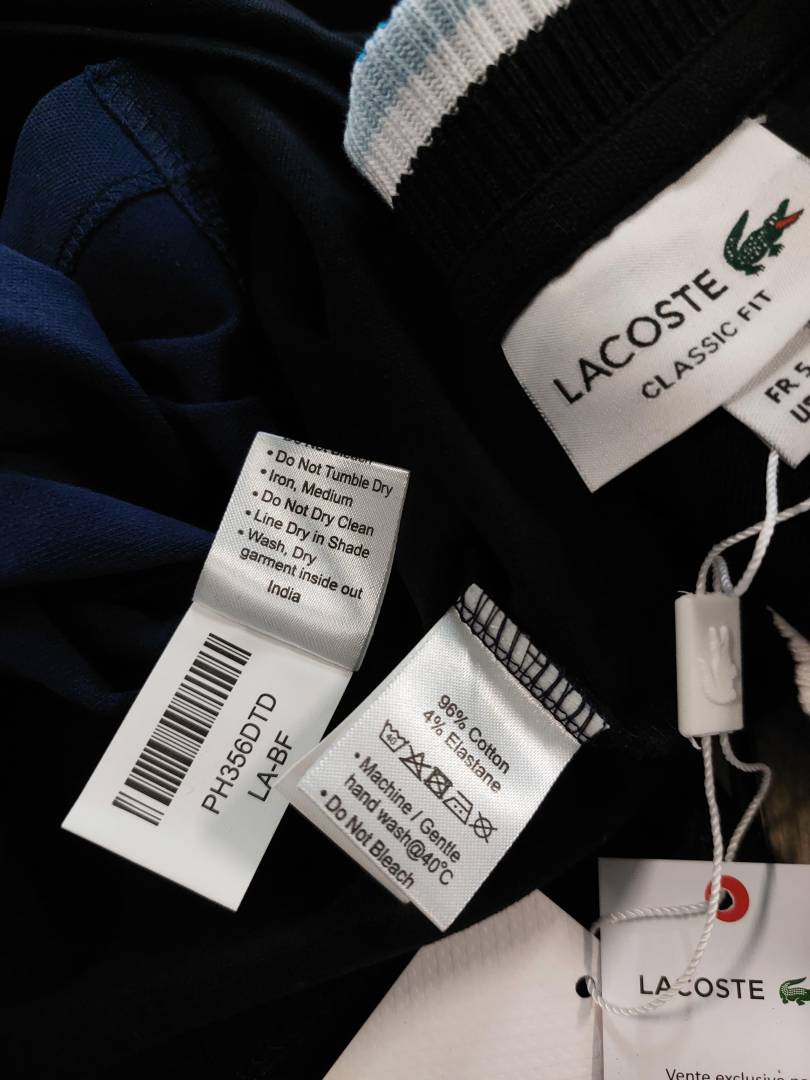 LACOSTE
CLASSIC FIT
FR 5
• Do Not Tumble Dry
• Iron, Medium
• Do Not Dry Clean
• Line Dry in Shade
• Wash, Dry
garment inside out
India
PH356DTD
LA-BF
96% Cotton
4% Elastane
• Machine / Gentle
hand wash@40°C
• Do Not Bleach
LACOSTE
Vente exclusive